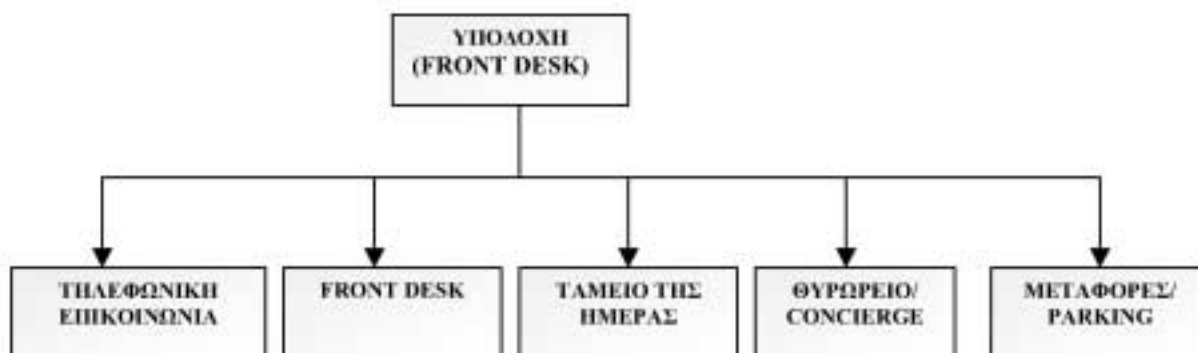 ΥΠΟΔΟΧΗ
(FRONT DESK)
ΤΗΛΕΦΩΝΙΚΗ
ΕΠΙΚΟΙΝΩΝΙΑ
FRONT DESK
ΤΑΜΕΙΟ ΤΗΣ
ΗΜΕΡΑΣ
ΘΥΡΩΡΕΙΟ/
CONCIERGE
ΜΕΤΑΦΟΡΕΣ/
PARKING